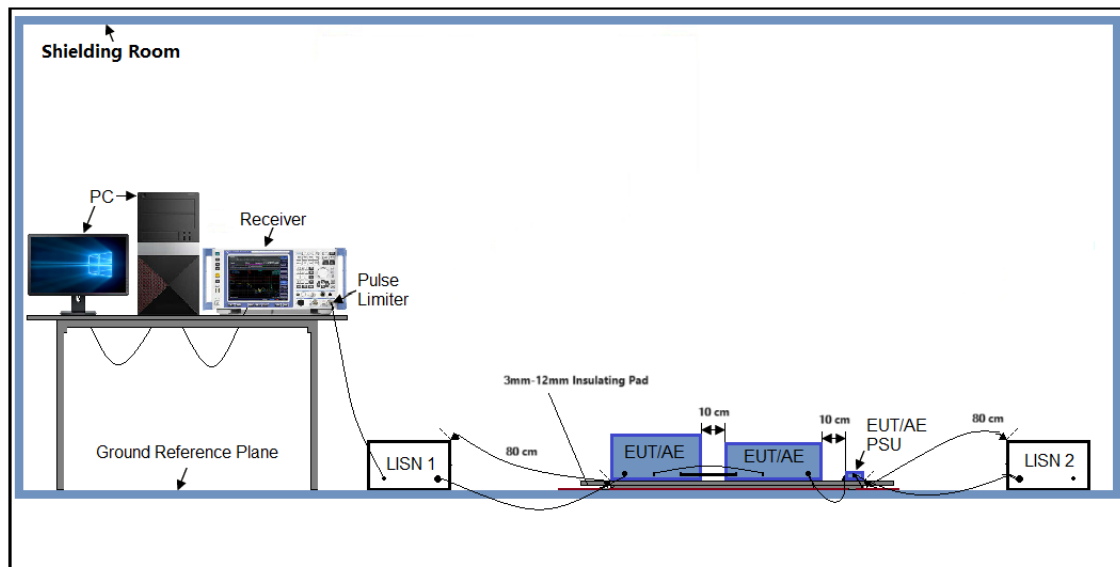 Shielding Room
PC
Receiver
Pulse
Limiter
3mm-12mm Insulating Pad
10 cm
10 cm
EUT/AE
PSU
80 cm
80 cm
Ground Reference Plane
LISN 1
EUT/AE
EUT/AE
LISN 2